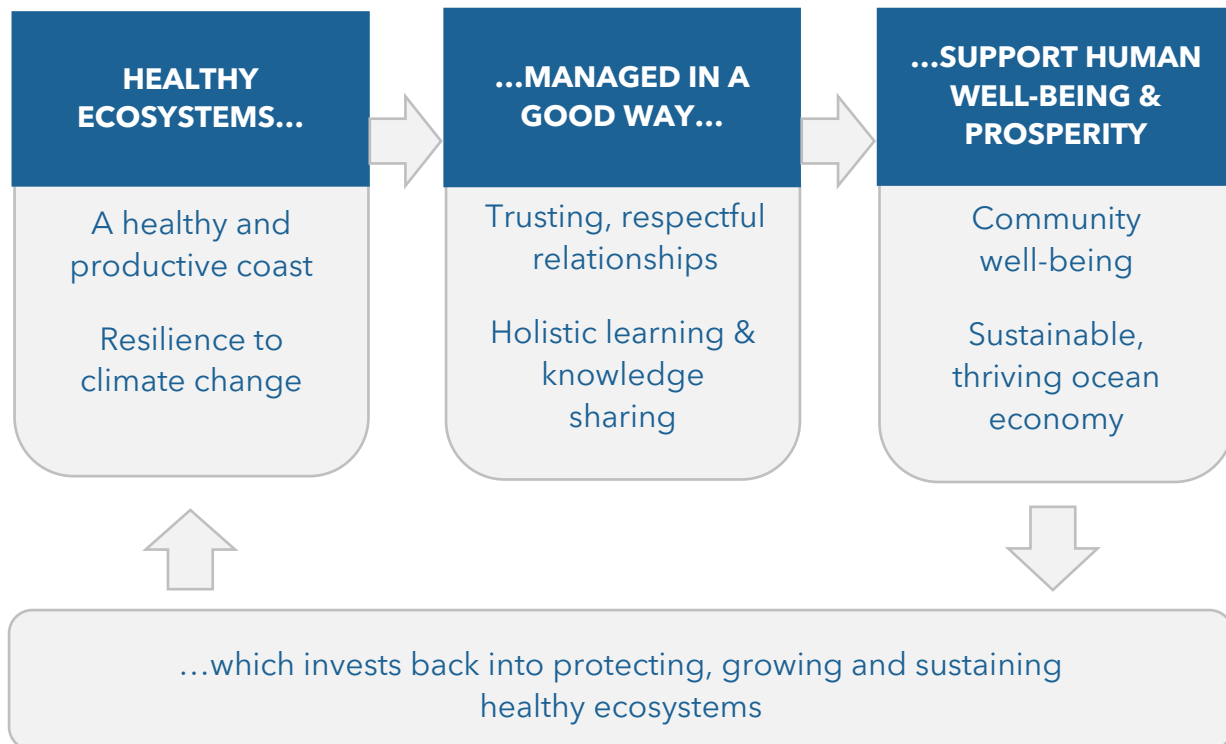 HEALTHY
ECOSYSTEMS…
…MANAGED IN A
GOOD WAY…
…SUPPORT HUMAN
WELL-BEING &
PROSPERITY
A healthy and
productive coast
Resilience to
climate change
Trusting, respectful
relationships
Holistic learning &
knowledge
sharing
Community
well-being
Sustainable,
thriving ocean
economy
…which invests back into protecting, growing and sustaining
healthy ecosystems